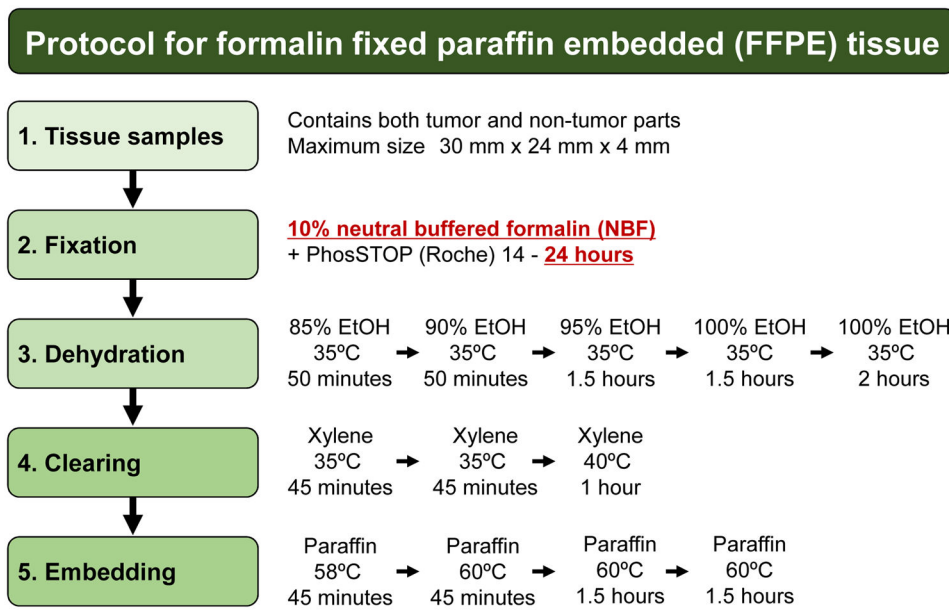 Protocol for formalin fixed paraffin embedded (FFPE) tissue
1. Tissue samples
Contains both tumor and non-tumor parts
Maximum size 30 mm x 24 mm x 4 mm
2. Fixation
10% neutral buffered formalin (NBF)
+ PhosSTOP (Roche) 14 - 24 hours
3. Dehydration
85% EtOH 90% EtOH 95% EtOH 100% EtOH 100% EtOH
35ºC 35ºC 35ºC 35ºC 35ºC
50 minutes 50 minutes 1.5 hours 1.5 hours 2 hours
4. Clearing
Xylene Xylene Xylene
35ºC 35ºC 40ºC
45 minutes 45 minutes 1 hour
5. Embedding
Paraffin Paraffin Paraffin Paraffin
58ºC 60ºC 60ºC 60ºC
45 minutes 45 minutes 1.5 hours 1.5 hours